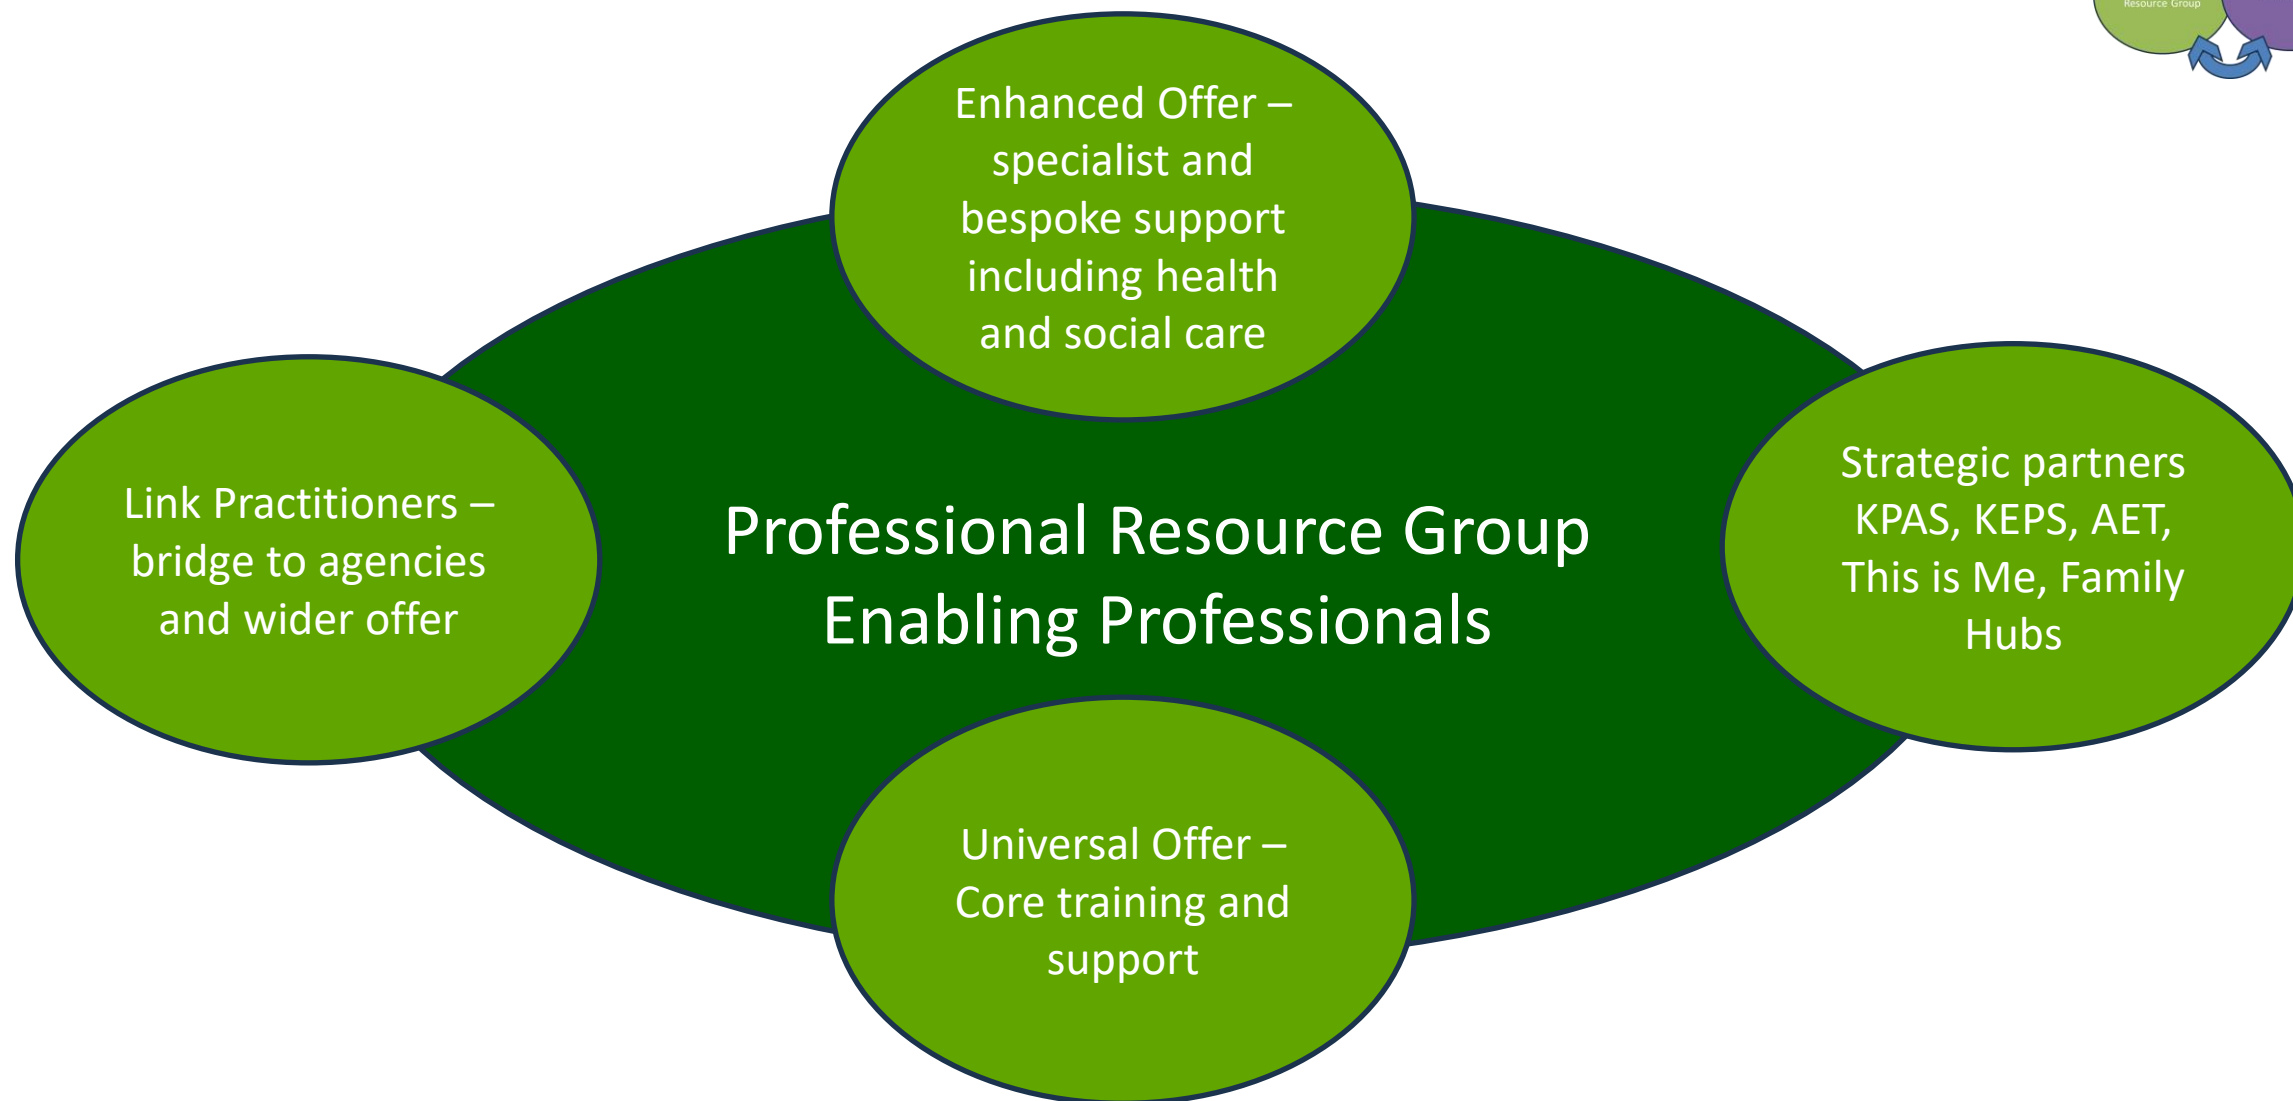 Resource Group
Enhanced Offer –
specialist and
bespoke support
including health
and social care
Link Practitioners –
bridge to agencies
and wider offer
Professional Resource Group
Enabling Professionals
Strategic partners
KPAS, KEPS, AET,
This is Me, Family
Hubs
Universal Offer –
Core training and
support